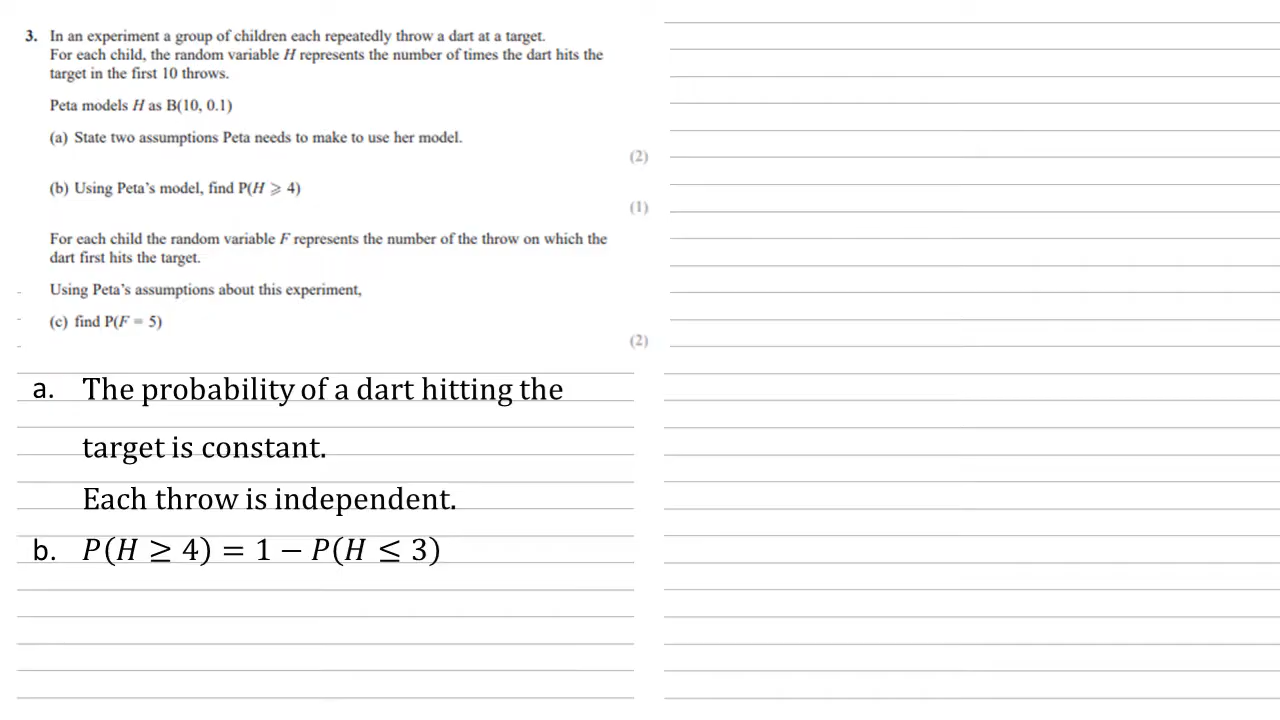 3. In an experiment a group of children each repeatedly throw a dart at a target.
For each child, the random variable H represents the number of times the dart hits the
target in the first 10 throws.
Peta models H as B(10, 0.1)
(a) State two assumptions Peta needs to make to use her model.
(2)
(b) Using Peta's model, find P(H ⩾ 4)
(1)
For each child the random variable F represents the number of the throw on which the
dart first hits the target.
Using Peta's assumptions about this experiment,
(c) find P(F = 5)
(2)
a. The probability of a dart hitting the
target is constant.
Each throw is independent.
b. P(H ≥ 4) = 1 − P(H ≤ 3)